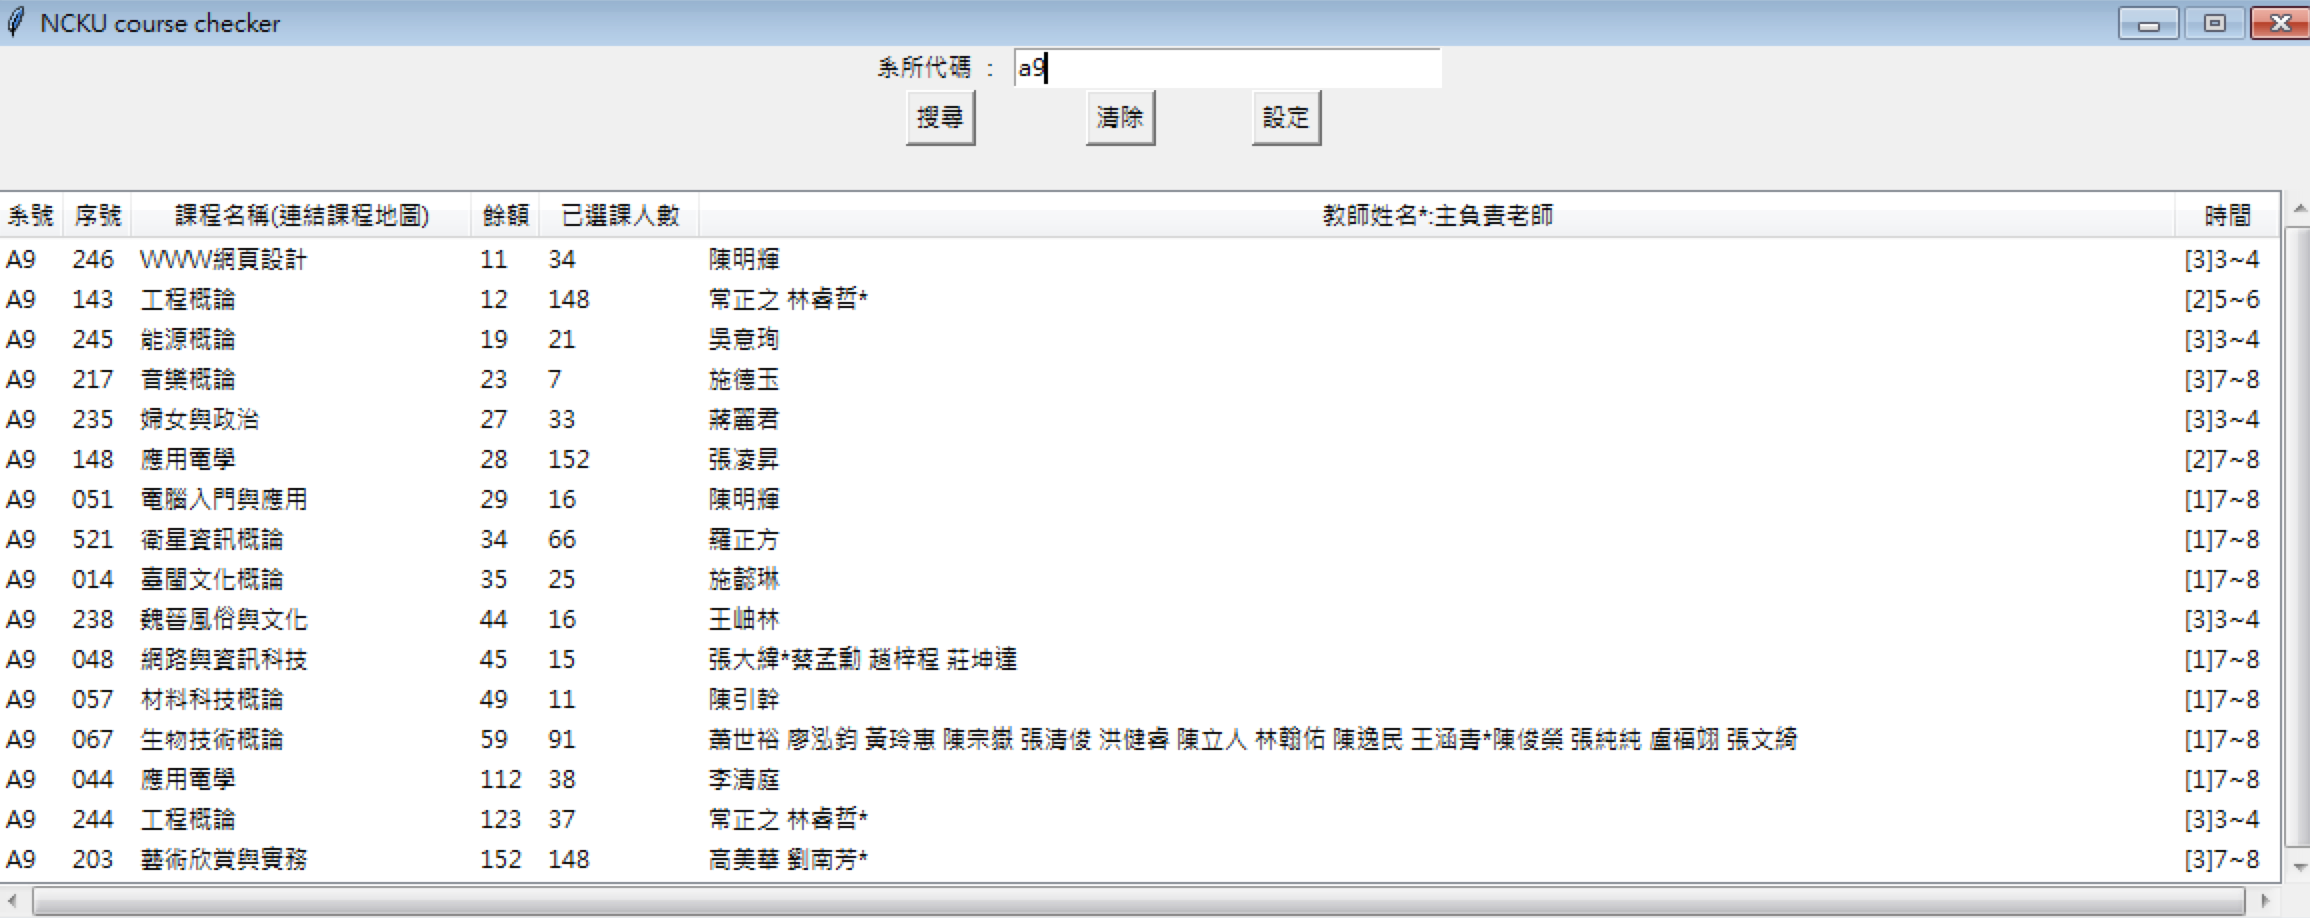 NCKU course checker
系所代碼 ： a9
搜尋 清除 設定
系號 序號 課程名稱(連結課程地圖) 餘額 已選課人數 教師姓名*:主負責老師 時間
A9 246 WWW網頁設計 11 34 陳明輝 [3]3~4
A9 143 工程概論 12 148 常正之 林睿哲* [2]5~6
A9 245 能源概論 19 21 吳意珣 [3]3~4
A9 217 音樂概論 23 7 施德玉 [3]7~8
A9 235 婦女與政治 27 33 蔣麗君 [3]3~4
A9 148 應用電學 28 152 張凌昇 [2]7~8
A9 051 電腦入門與應用 29 16 陳明輝 [1]7~8
A9 521 衛星資訊概論 34 66 羅正方 [1]7~8
A9 014 臺閩文化概論 35 25 施懿琳 [1]7~8
A9 238 魏晉風俗與文化 44 16 王岫林 [3]3~4
A9 048 網路與資訊科技 45 15 張大緯*蔡孟勳 趙梓程 莊坤達 [1]7~8
A9 057 材料科技概論 49 11 陳引幹 [1]7~8
A9 067 生物技術概論 59 91 蕭世裕 廖泓鈞 黃玲惠 陳宗嶽 張清俊 洪健睿 陳立人 林翰佑 陳逸民 王涵青*陳俊榮 張純純 盧福翊 張文綺 [1]7~8
A9 044 應用電學 112 38 李清庭 [1]7~8
A9 244 工程概論 123 37 常正之 林睿哲* [3]3~4
A9 203 藝術欣賞與實務 152 148 高美華 劉南芳* [3]7~8